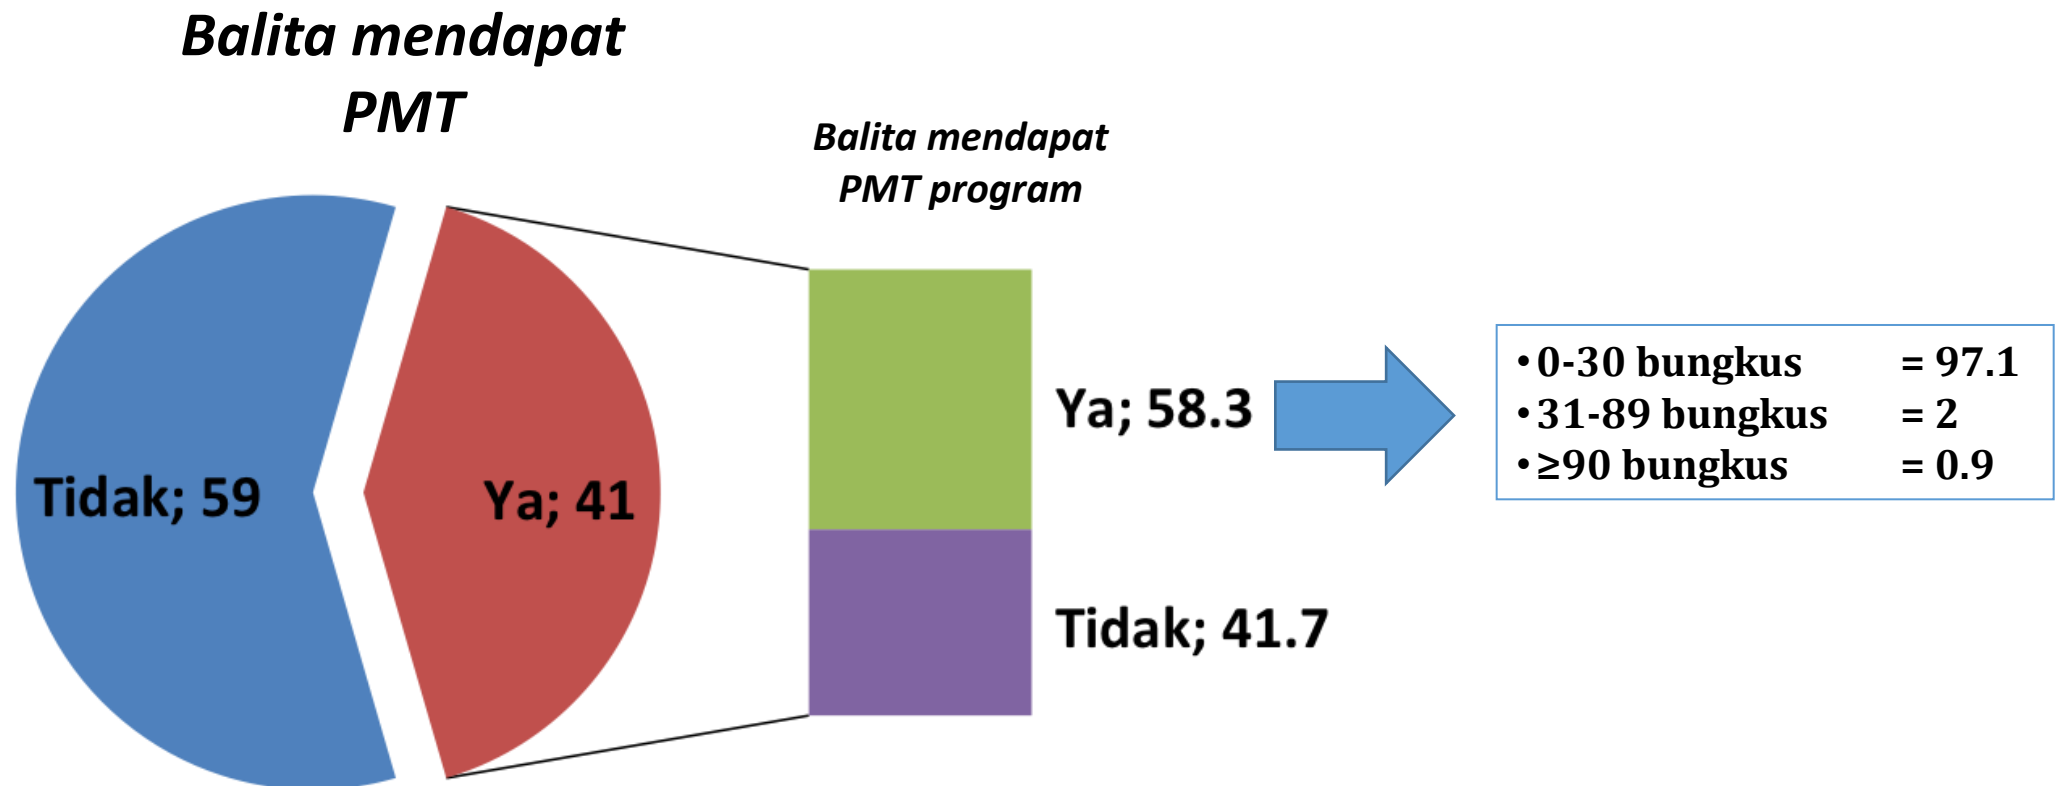 Balita mendapat
PMT
Balita mendapat
PMT program
Tidak; 59
Ya; 41
Ya; 58.3
Tidak; 41.7
•0-30 bungkus = 97.1
•31-89 bungkus = 2
•≥90 bungkus = 0.9